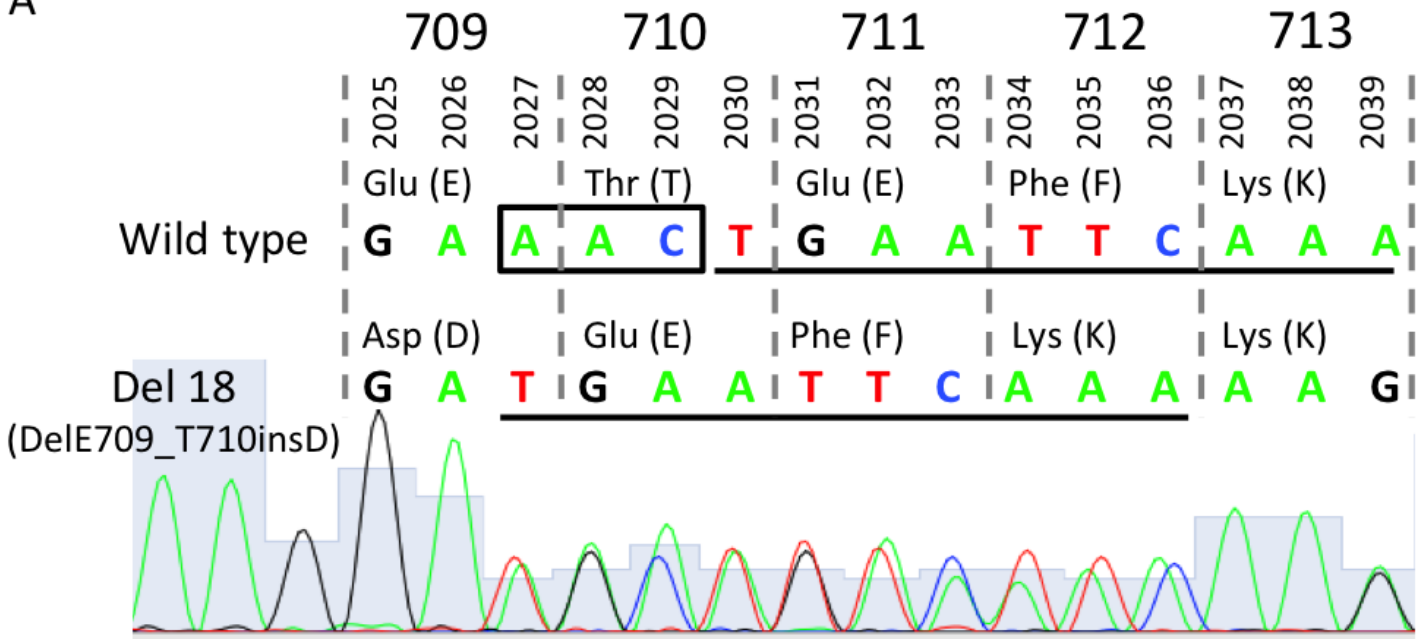 A
709 710 711 712 713
2025 2026 2027 2028 2029 2030 2031 2032 2033 2034 2035 2036 2037 2038 2039
Glu (E) Thr (T) Glu (E) Phe (F) Lys (K)
Wild type G A A A C T G A A T T C A A A
Asp (D) Glu (E) Phe (F) Lys (K) Lys (K)
Del 18 G A T G A A T T C A A A A A G
(DelE709_T710insD)